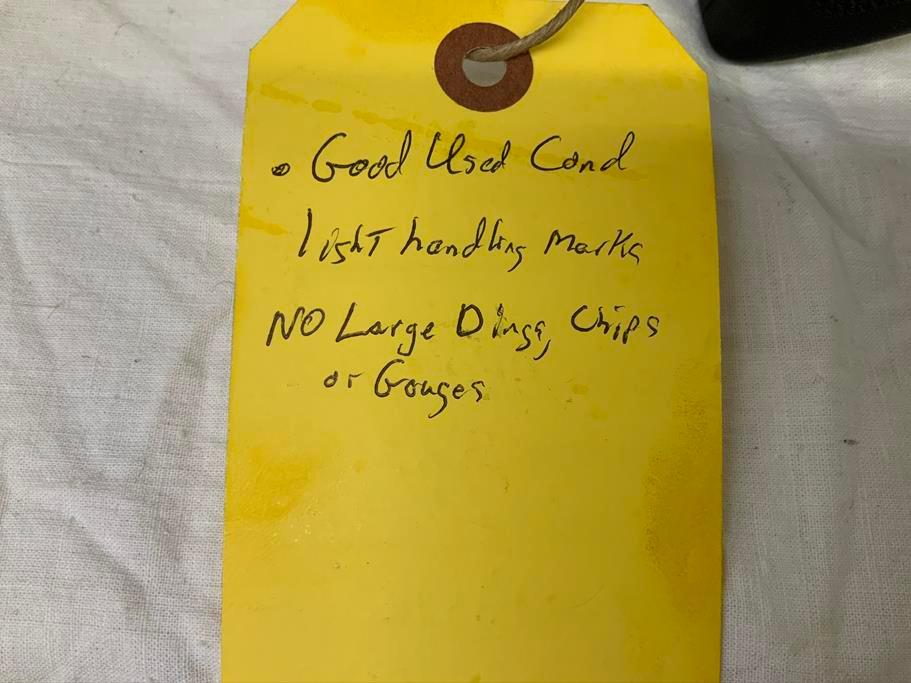 • Good Used Cond
light handling marks
NO Large Dings, Chips
or Gouges